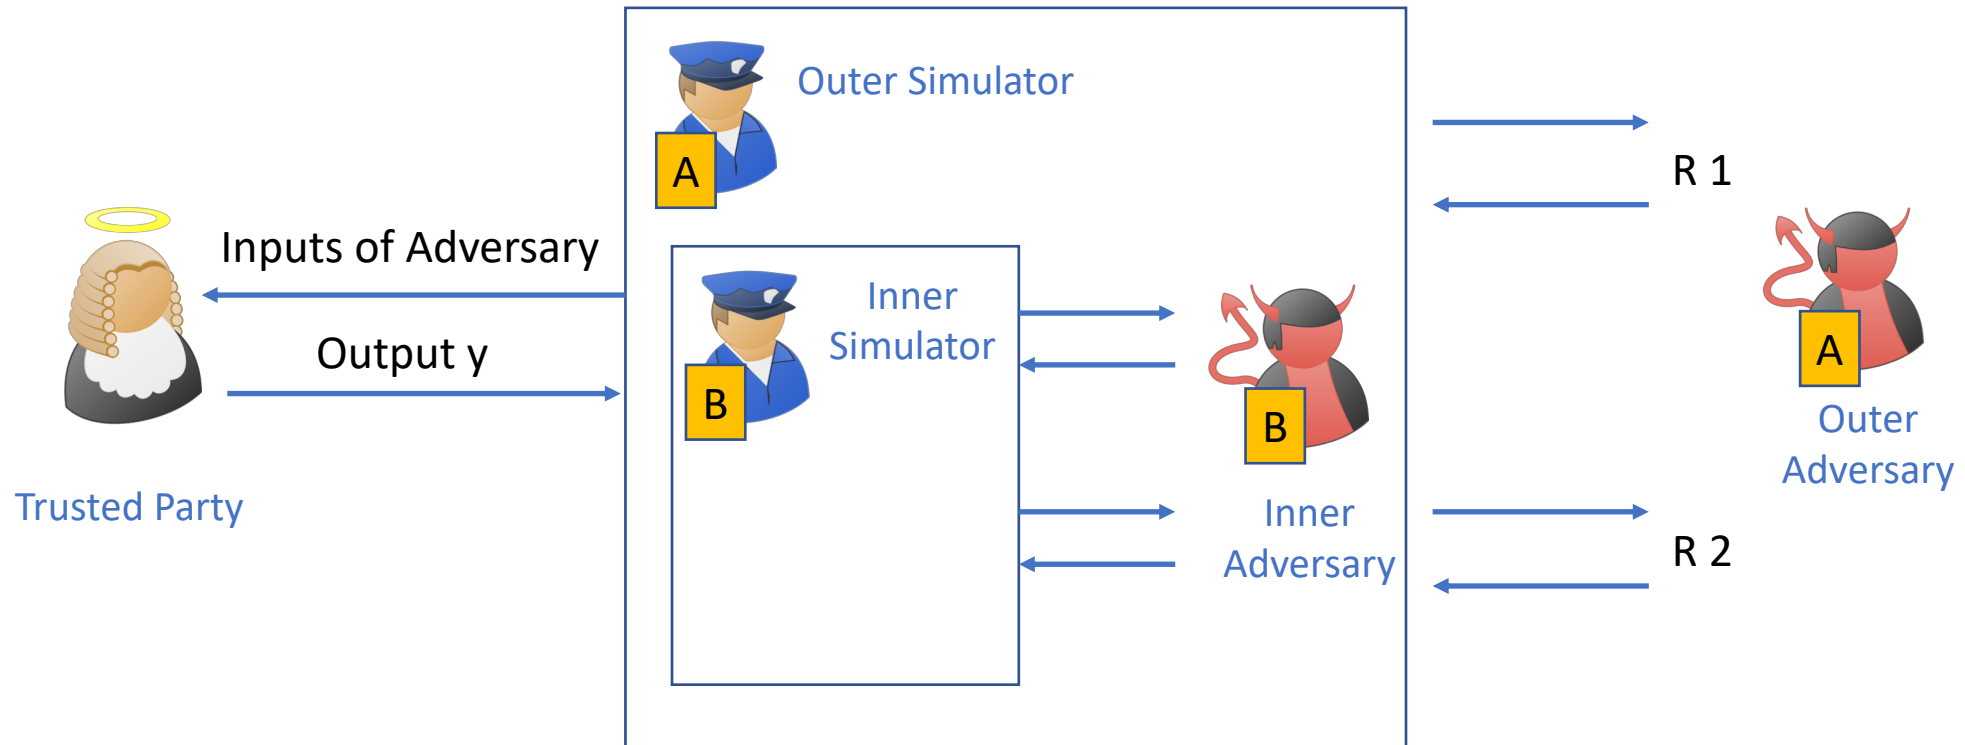 Outer Simulator
A
R 1
Inputs of Adversary
Output y
Trusted Party
Inner
Simulator
B
B
Inner
Adversary
A
Outer
Adversary
R 2